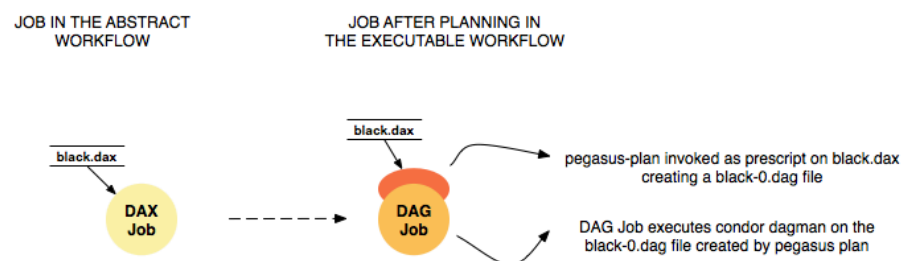 JOB IN THE ABSTRACT
WORKFLOW
JOB AFTER PLANNING IN
THE EXECUTABLE WORKFLOW
black.dax
DAX
Job
black.dax
DAG
Job
pegasus-plan invoked as prescript on black.dax
creating a black-0.dag file
DAG Job executes condor dagman on the
black-0.dag file created by pegasus plan